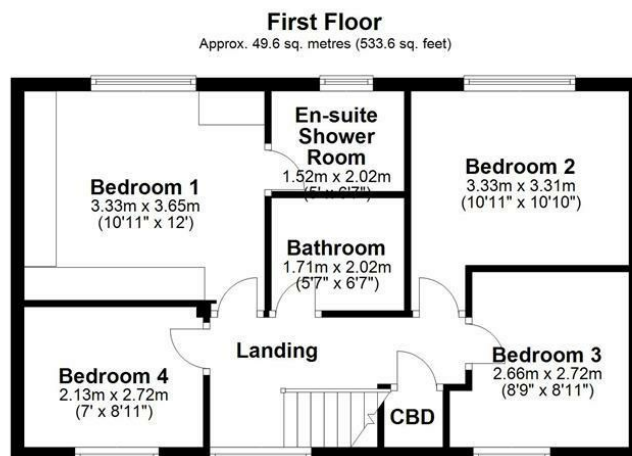 First Floor
Approx. 49.6 sq. metres (533.6 sq. feet)
En-suite
Shower
Room
1.52m x 2.02m
(5' x 6'7")
Bedroom 1
3.33m x 3.65m
(10'11" x 12')
Bedroom 2
3.33m x 3.31m
(10'11" x 10'10")
Bathroom
1.71m x 2.02m
(5'7" x 6'7")
Landing
Bedroom 3
2.66m x 2.72m
(8'9" x 8'11")
Bedroom 4
2.13m x 2.72m
(7' x 8'11")
CBD